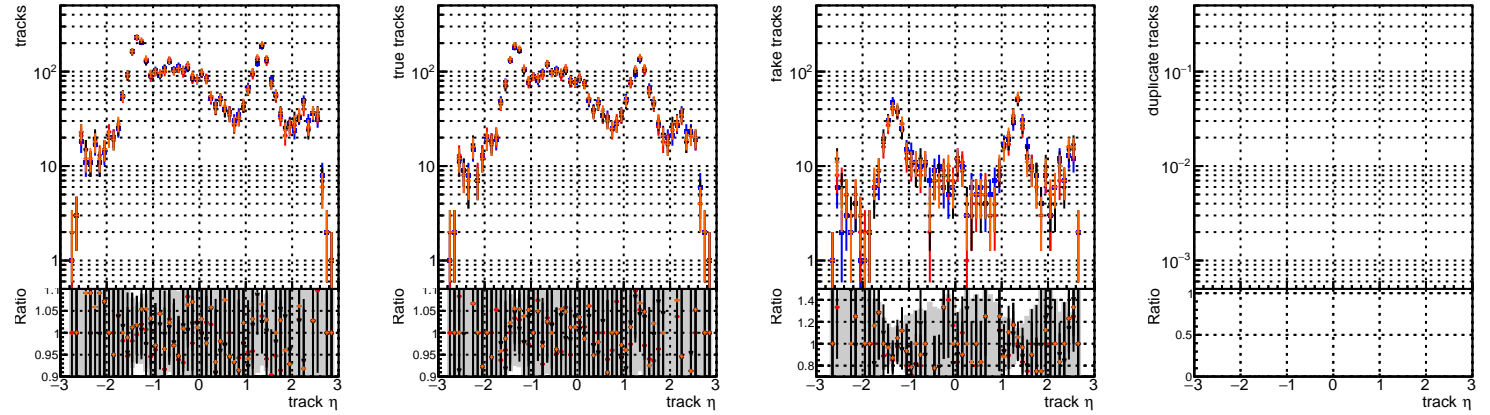 tracks
10²
10
1
Ratio
1.1
1.05
1
0.95
0.9
−3 −2 −1 0 1 2 3
track η
true tracks
10²
10
1
Ratio
1.1
1.05
1
0.95
0.9
−3 −2 −1 0 1 2 3
track η
fake tracks
10²
10
1
Ratio
1.4
1.2
1
0.8
−3 −2 −1 0 1 2 3
track η
duplicate tracks
10⁻¹
10⁻²
10⁻³
Ratio
1
0.5
0
−3 −2 −1 0 1 2 3
track η